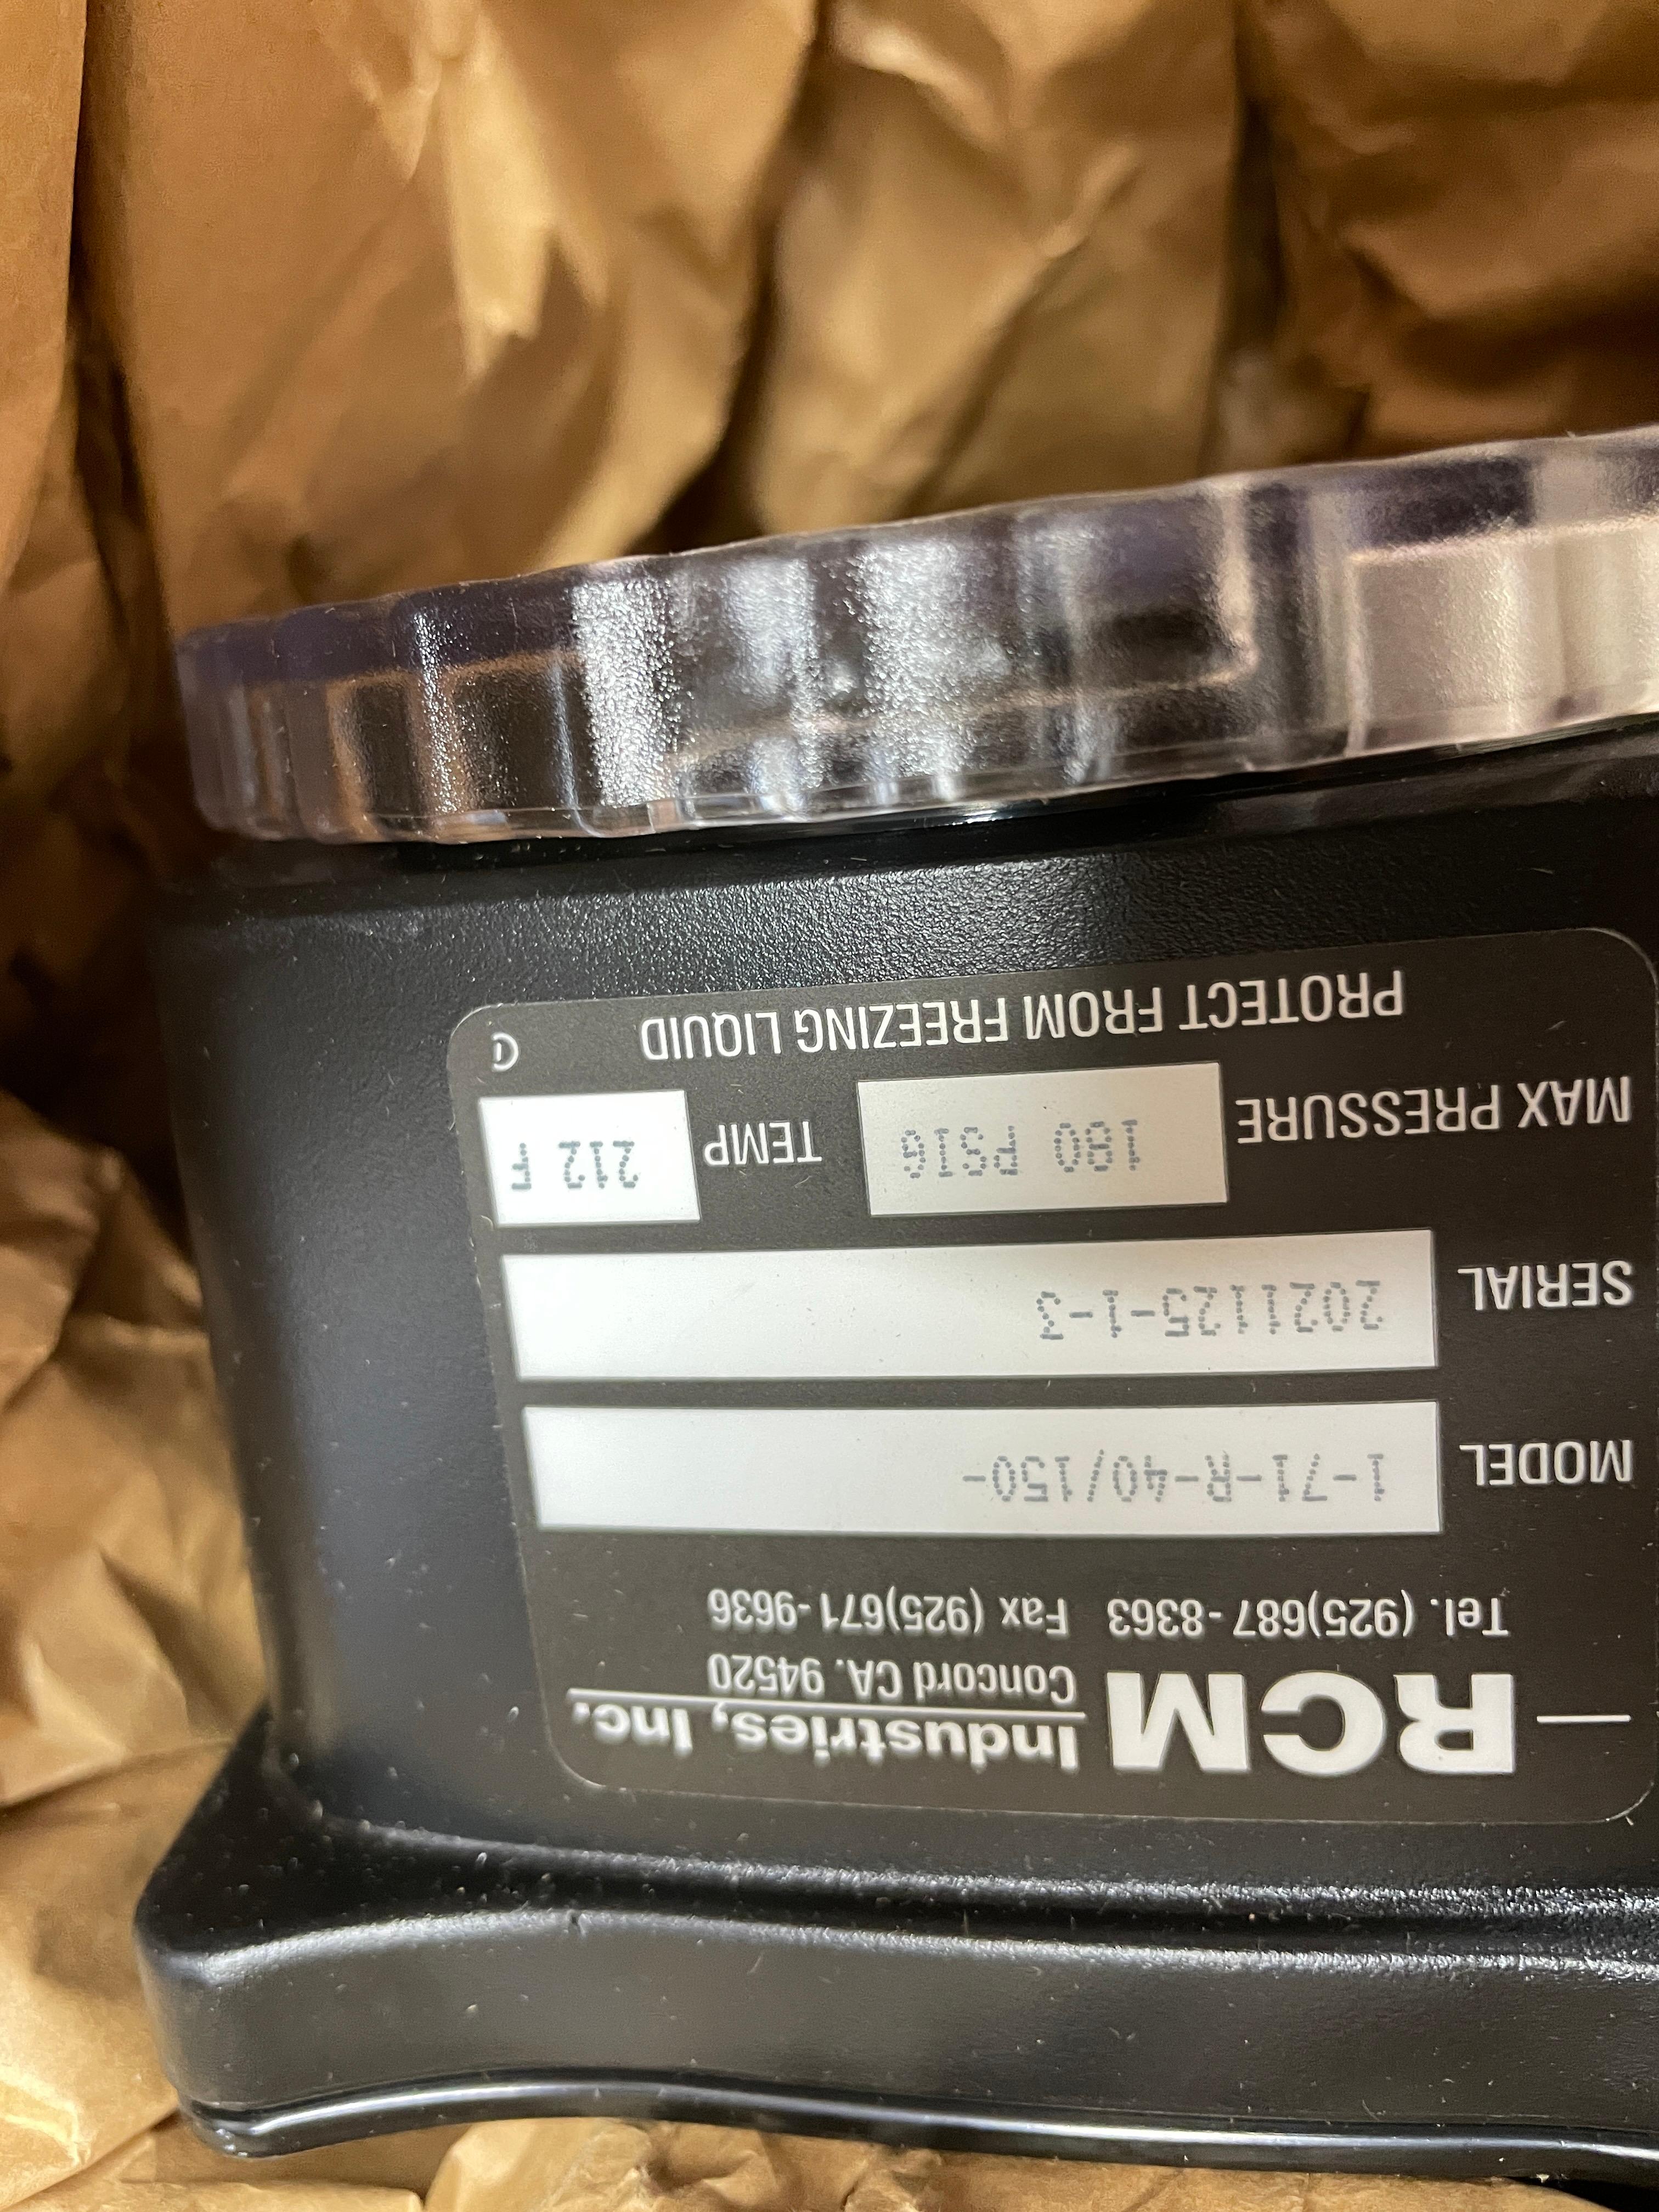 RCM Industries, Inc.
Concord CA. 94520
Tel. (925)687-8363 Fax (925)671-9636
MODEL 1-71-R-40/150-
SERIAL 2021125-1-3
MAX PRESSURE 180 PSIG TEMP 212 F
PROTECT FROM FREEZING LIQUID